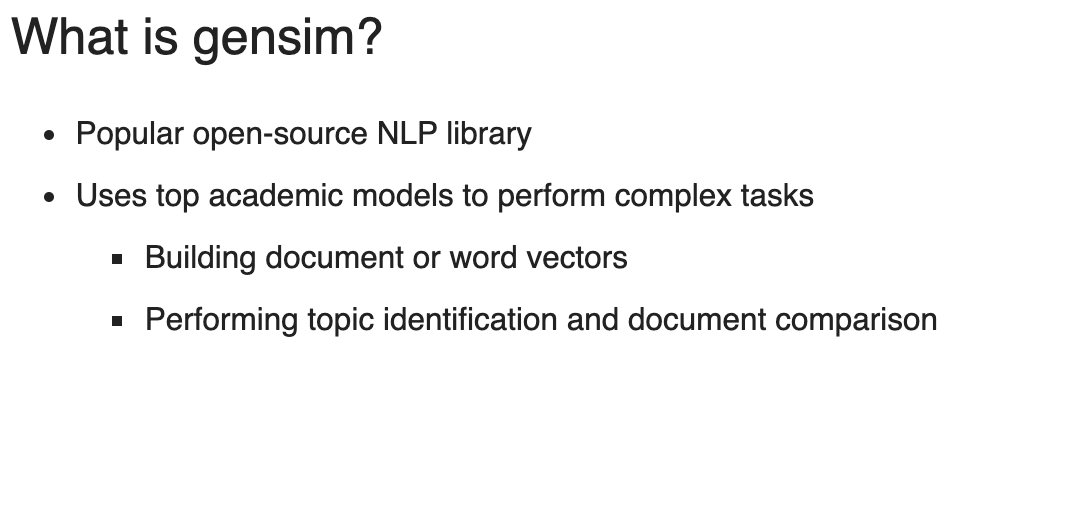 What is gensim?
• Popular open-source NLP library
• Uses top academic models to perform complex tasks
▪ Building document or word vectors
▪ Performing topic identification and document comparison